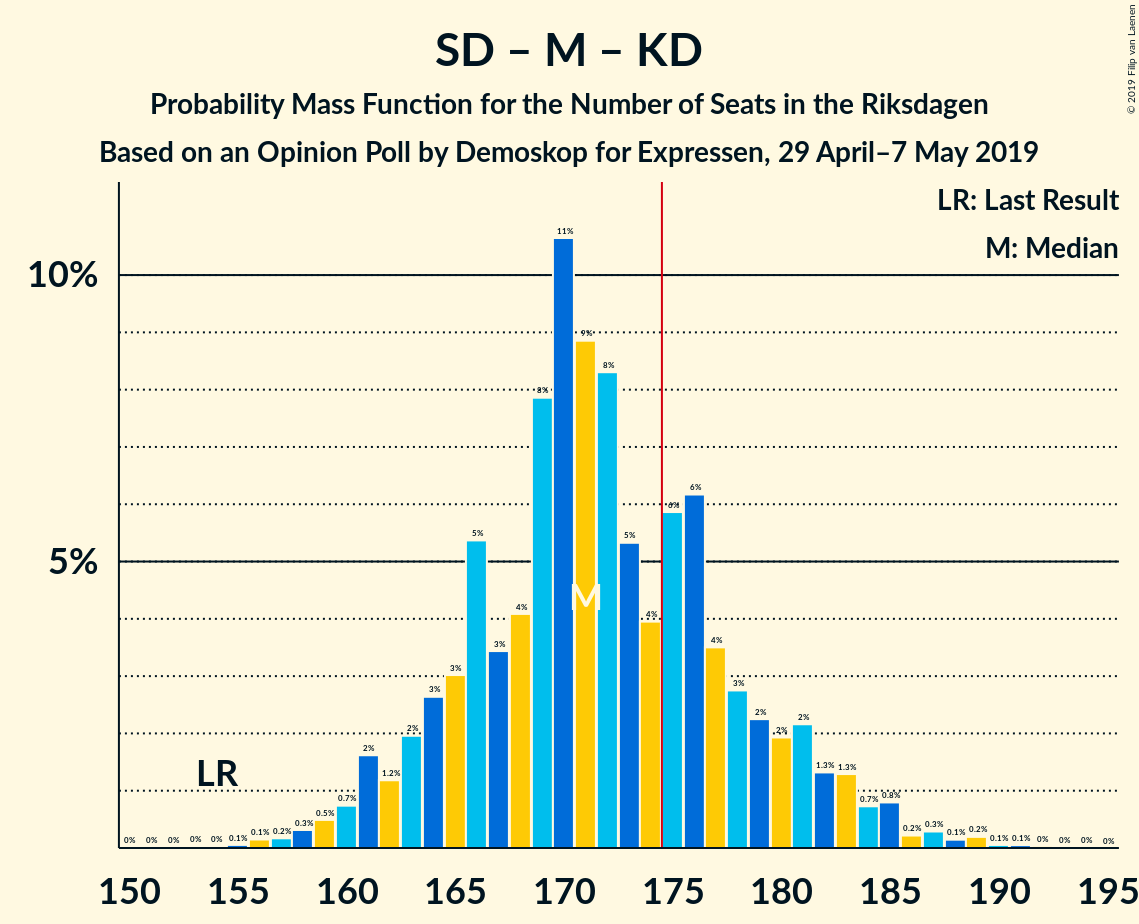 SD – M – KD
Probability Mass Function for the Number of Seats in the Riksdagen
Based on an Opinion Poll by Demoskop for Expressen, 29 April–7 May 2019
© 2019 Filip van Laenen
LR: Last Result
M: Median
10%
5%
0% 0% 0% 0% 0% 0.1% 0.1% 0.2% 0.3% 0.5% 0.7% 2% 1.2% 2% 3% 3% 5% 3% 4% 8% 11% 9% 8% 5% 4% 6% 6% 4% 3% 2% 2% 2% 1.3% 1.3% 0.7% 0.8% 0.2% 0.3% 0.1% 0.2% 0.1% 0.1% 0% 0% 0% 0%
M
LR
150 155 160 165 170 175 180 185 190 195